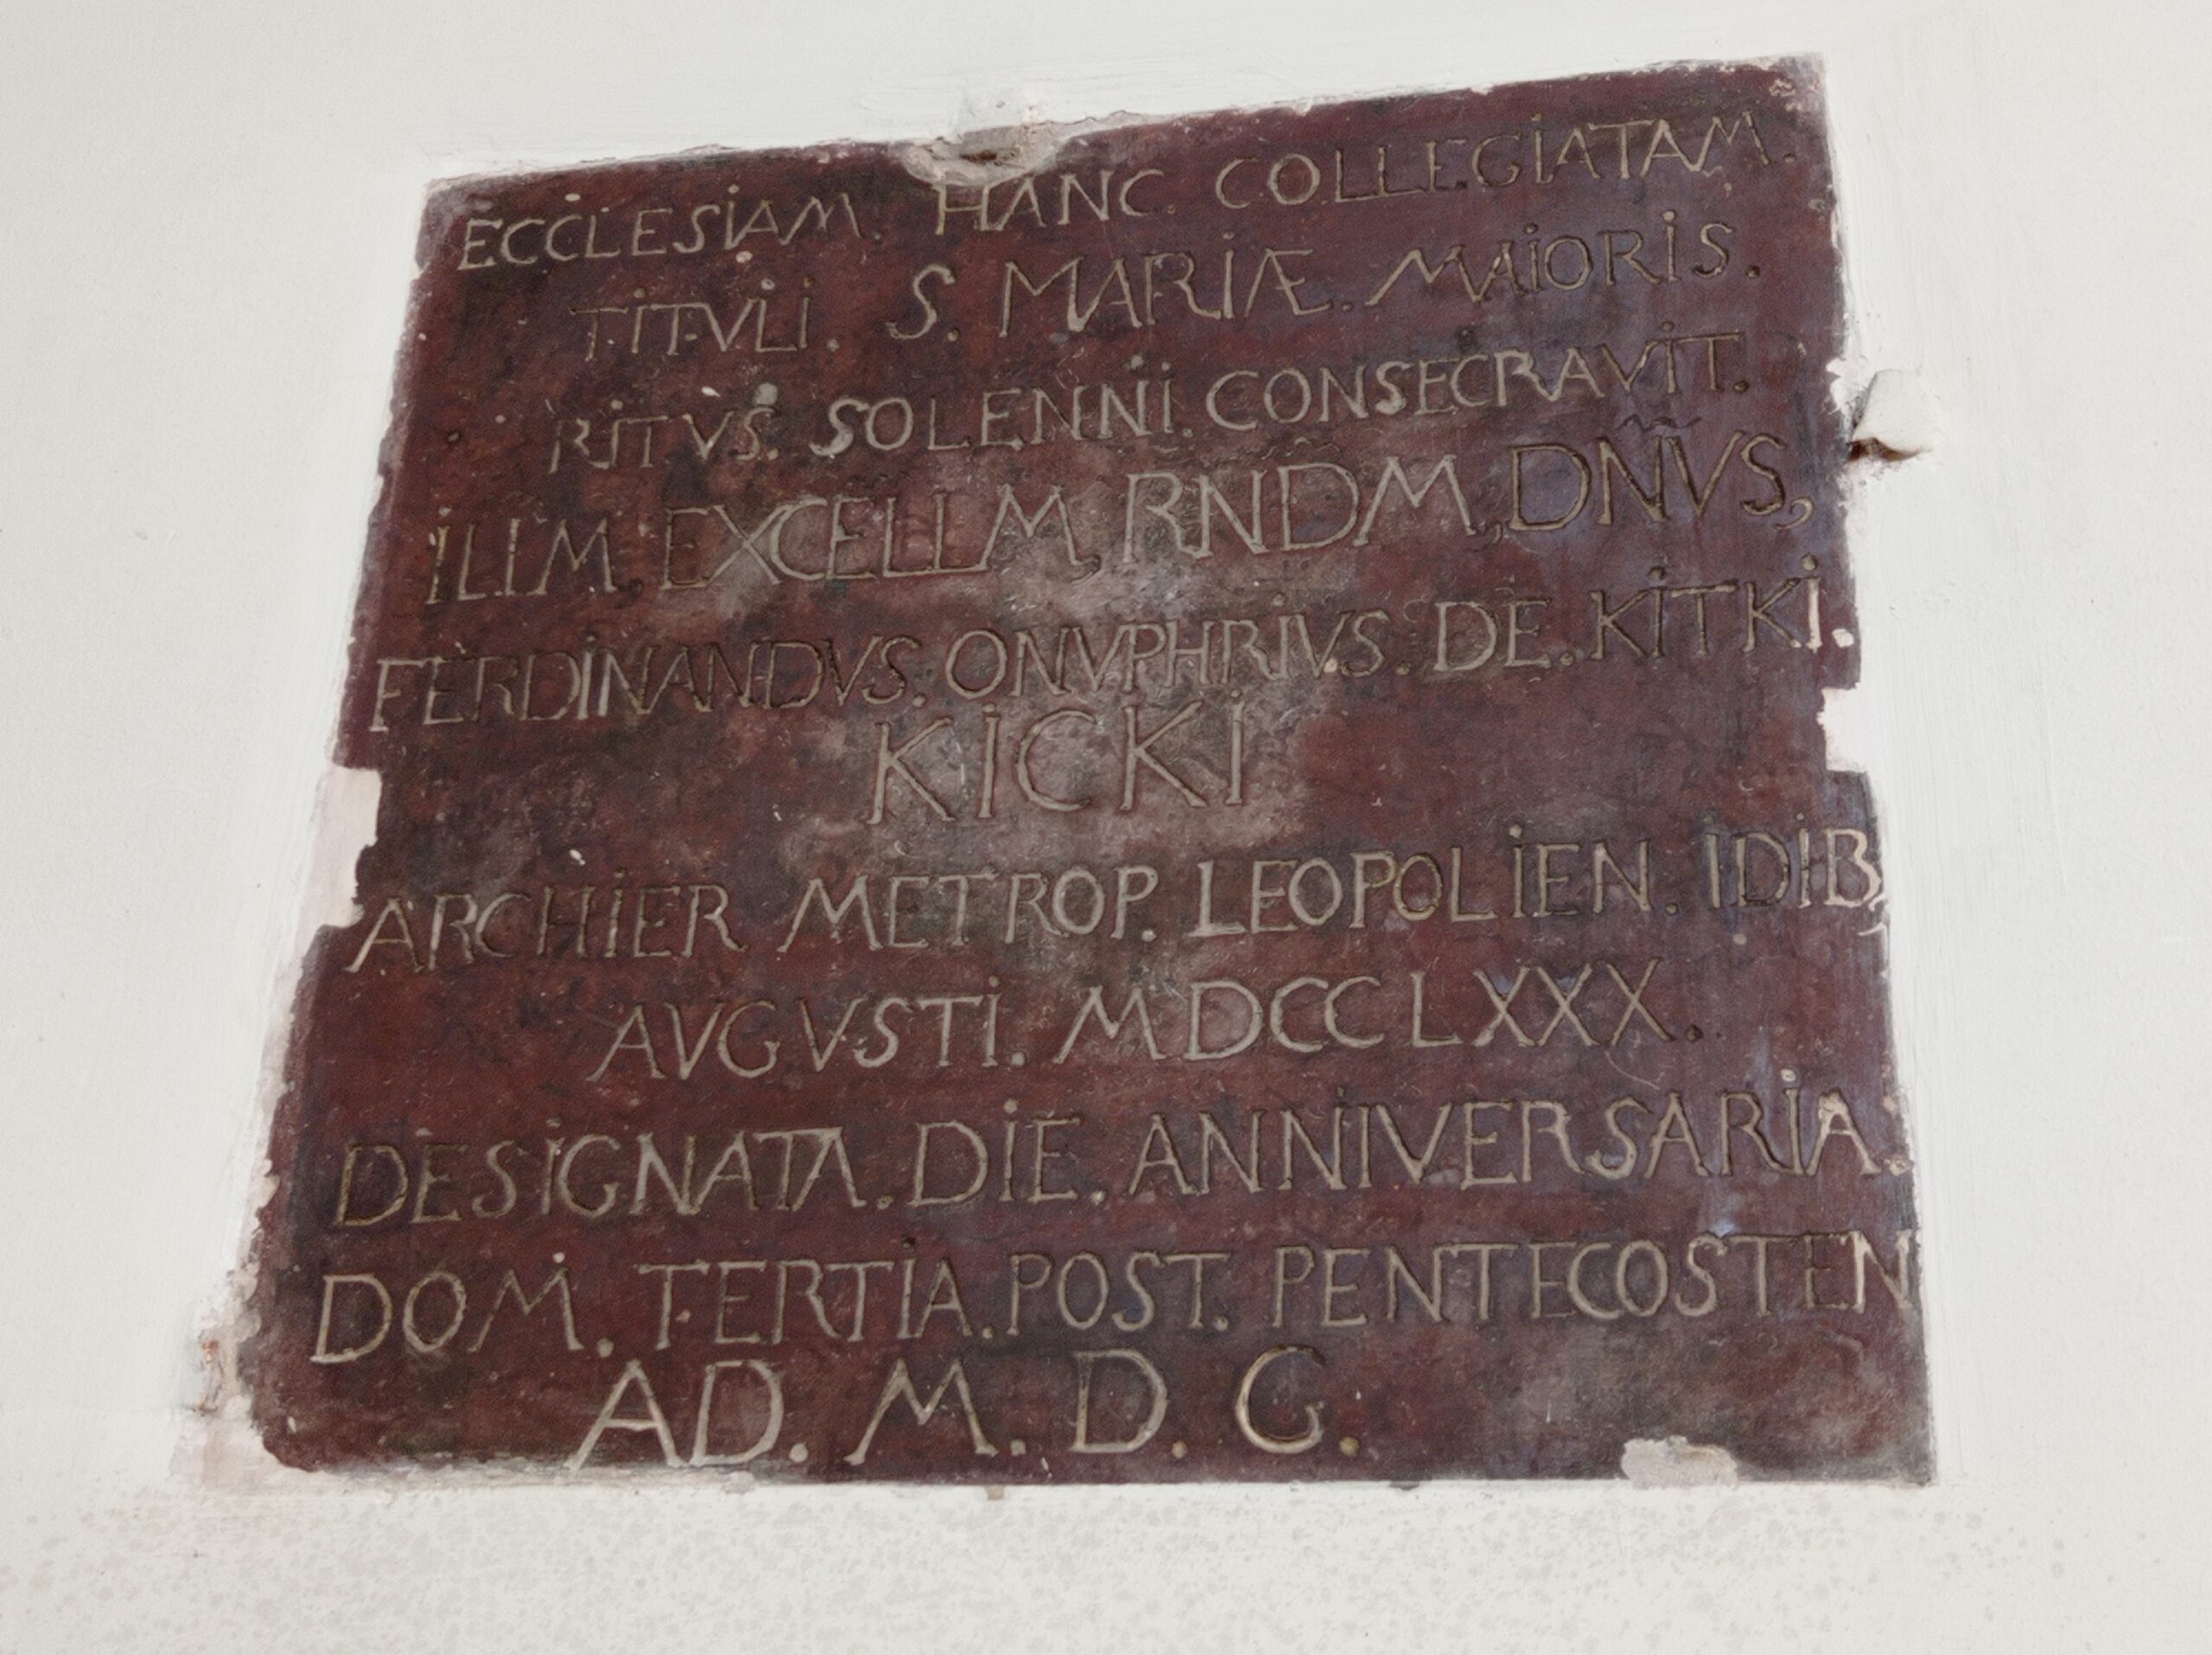 ECCLESIAM. HANC. COLLEGIATAM.
TITVLI. S. MARIÆ. MAIORIS.
RITVS. SOLENNI. CONSECRAVIT.
ILLM, EXCELLM, RNDM, DNVS,
FERDINANDVS. ONVPHRIVS. DE. KITKI.
KICKI
ARCHIER METROP. LEOPOLIEN. IDIB,
AVGVSTI. MDCCLXXX.
DESIGNATA. DIE. ANNIVERSARIA.
DOM. TERTIA. POST. PENTECOSTEN
AD. M. D. G.